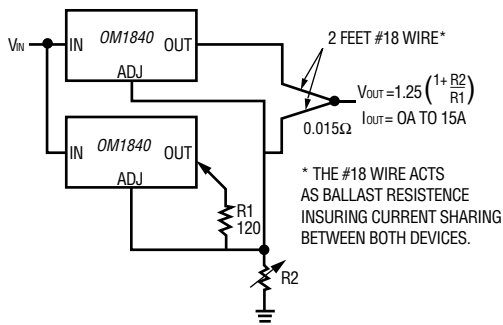 OM1840
VIN
IN
OUT
ADJ
2 FEET #18 WIRE*
VOUT = 1.25 (1+ R2/R1)
IOUT = 0A TO 15A
0.015Ω
OM1840
IN
OUT
ADJ
* THE #18 WIRE ACTS
AS BALLAST RESISTENCE
INSURING CURRENT SHARING
BETWEEN BOTH DEVICES.
R1
120
R2